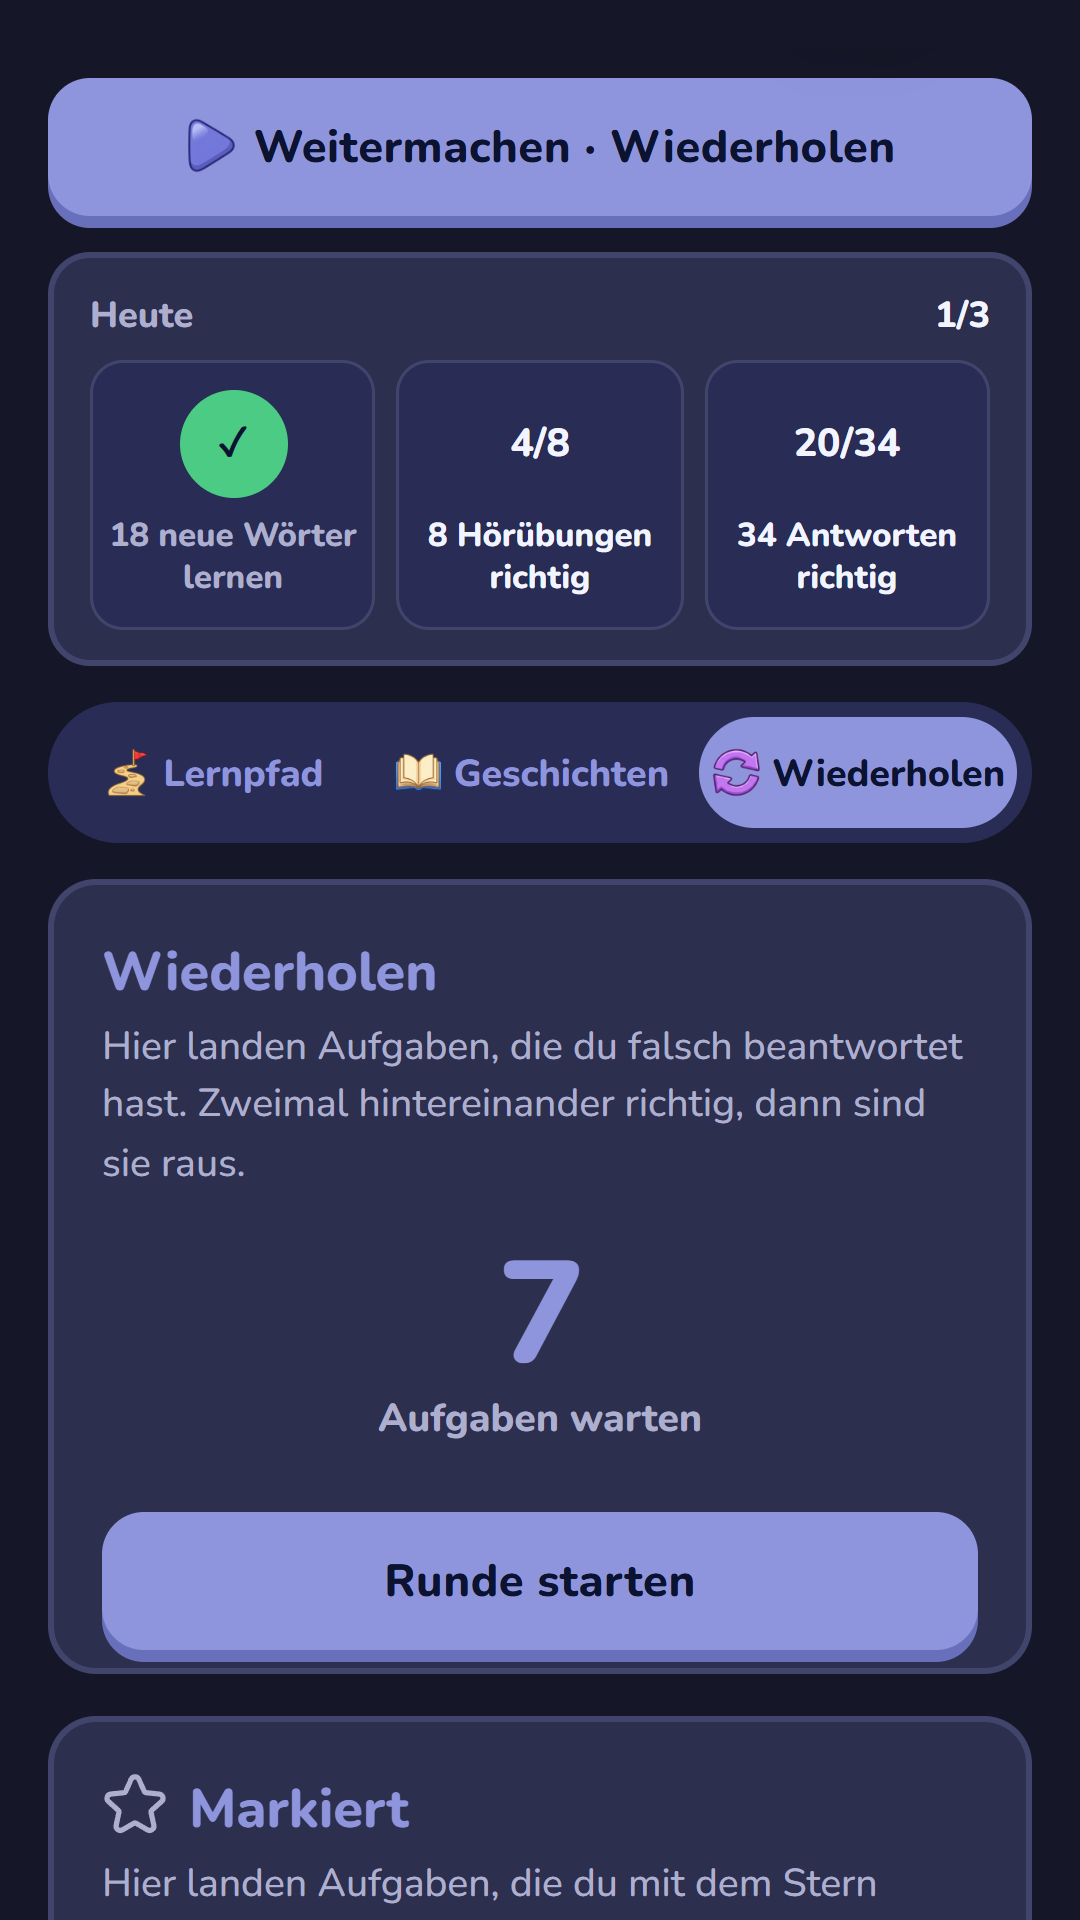 Weitermachen · Wiederholen
Heute
1/3
✓
18 neue Wörter
lernen
4/8
8 Hörübungen
richtig
20/34
34 Antworten
richtig
Lernpfad
Geschichten
Wiederholen
Wiederholen
Hier landen Aufgaben, die du falsch beantwortet
hast. Zweimal hintereinander richtig, dann sind
sie raus.
7
Aufgaben warten
Runde starten
Markiert
Hier landen Aufgaben, die du mit dem Stern